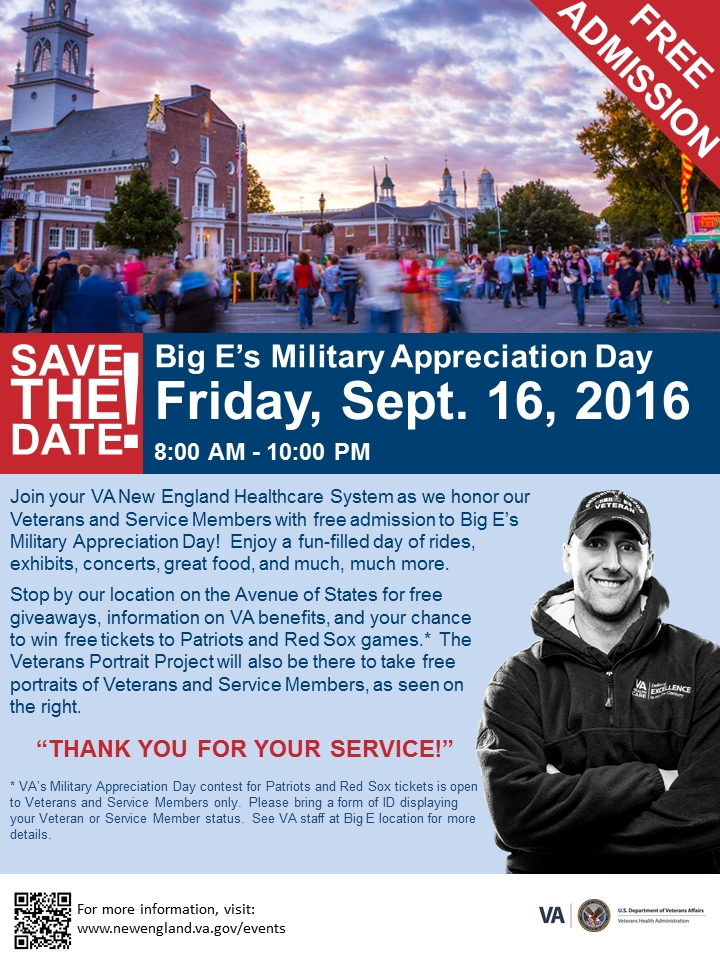 FREE
ADMISSION
SAVE
THE
DATE!
Big E's Military Appreciation Day
Friday, Sept. 16, 2016
8:00 AM - 10:00 PM
Join your VA New England Healthcare System as we honor our
Veterans and Service Members with free admission to Big E's
Military Appreciation Day!  Enjoy a fun-filled day of rides,
exhibits, concerts, great food, and much, much more.
Stop by our location on the Avenue of States for free
giveaways, information on VA benefits, and your chance
to win free tickets to Patriots and Red Sox games.*  The
Veterans Portrait Project will also be there to take free
portraits of Veterans and Service Members, as seen on
the right.
VETERAN
VA
HEALTH
CARE
Defining
EXCELLENCE
“THANK YOU FOR YOUR SERVICE!”
* VA's Military Appreciation Day contest for Patriots and Red Sox tickets is open
to Veterans and Service Members only.  Please bring a form of ID displaying
your Veteran or Service Member status.  See VA staff at Big E location for more
details.
For more information, visit:
www.newengland.va.gov/events
VA
U.S. Department of Veterans Affairs
Veterans Health Administration